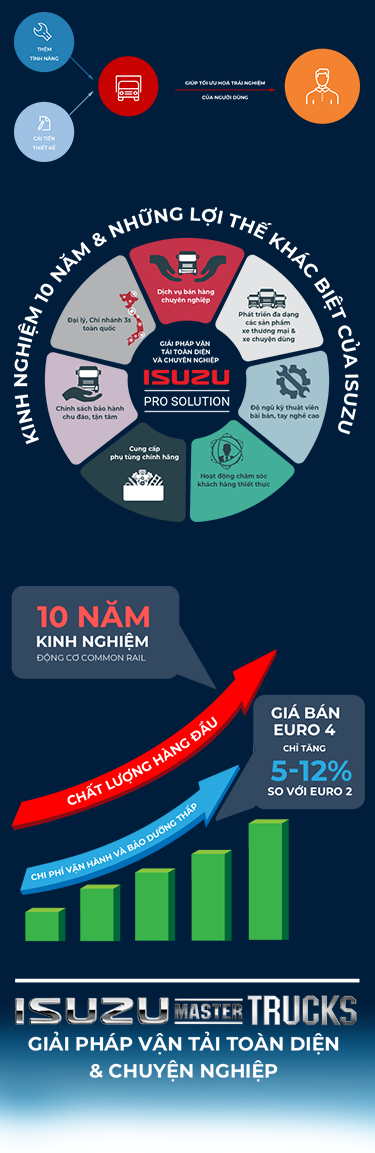 THÊM
TÍNH NĂNG
CẢI TIẾN
THIẾT KẾ
GIÚP TỐI ƯU HOÁ TRẢI NGHIỆM
CỦA NGƯỜI DÙNG
KINH NGHIỆM 10 NĂM & NHỮNG LỢI THẾ KHÁC BIỆT CỦA ISUZU
Dịch vụ bán hàng
chuyên nghiệp
Phát triển đa dạng
các sản phẩm
xe thương mại &
xe chuyên dùng
Đội ngũ kỹ thuật viên
bài bản, tay nghề cao
Hoạt động chăm sóc
khách hàng thiết thực
Cung cấp
phụ tùng chính hãng
Chính sách bảo hành
chu đáo, tận tâm
Đại lý, Chi nhánh 3s
toàn quốc
GIẢI PHÁP VẬN
TẢI TOÀN DIỆN
VÀ CHUYÊN NGHIỆP
ISUZU
PRO SOLUTION
10 NĂM
KINH NGHIỆM
ĐỘNG CƠ COMMON RAIL
CHẤT LƯỢNG HÀNG ĐẦU
GIÁ BÁN
EURO 4
CHỈ TĂNG
5-12%
SO VỚI EURO 2
CHI PHÍ VẬN HÀNH VÀ BẢO DƯỠNG THẤP
ISUZU MASTER TRUCKS
GIẢI PHÁP VẬN TẢI TOÀN DIỆN
& CHUYÊN NGHIỆP